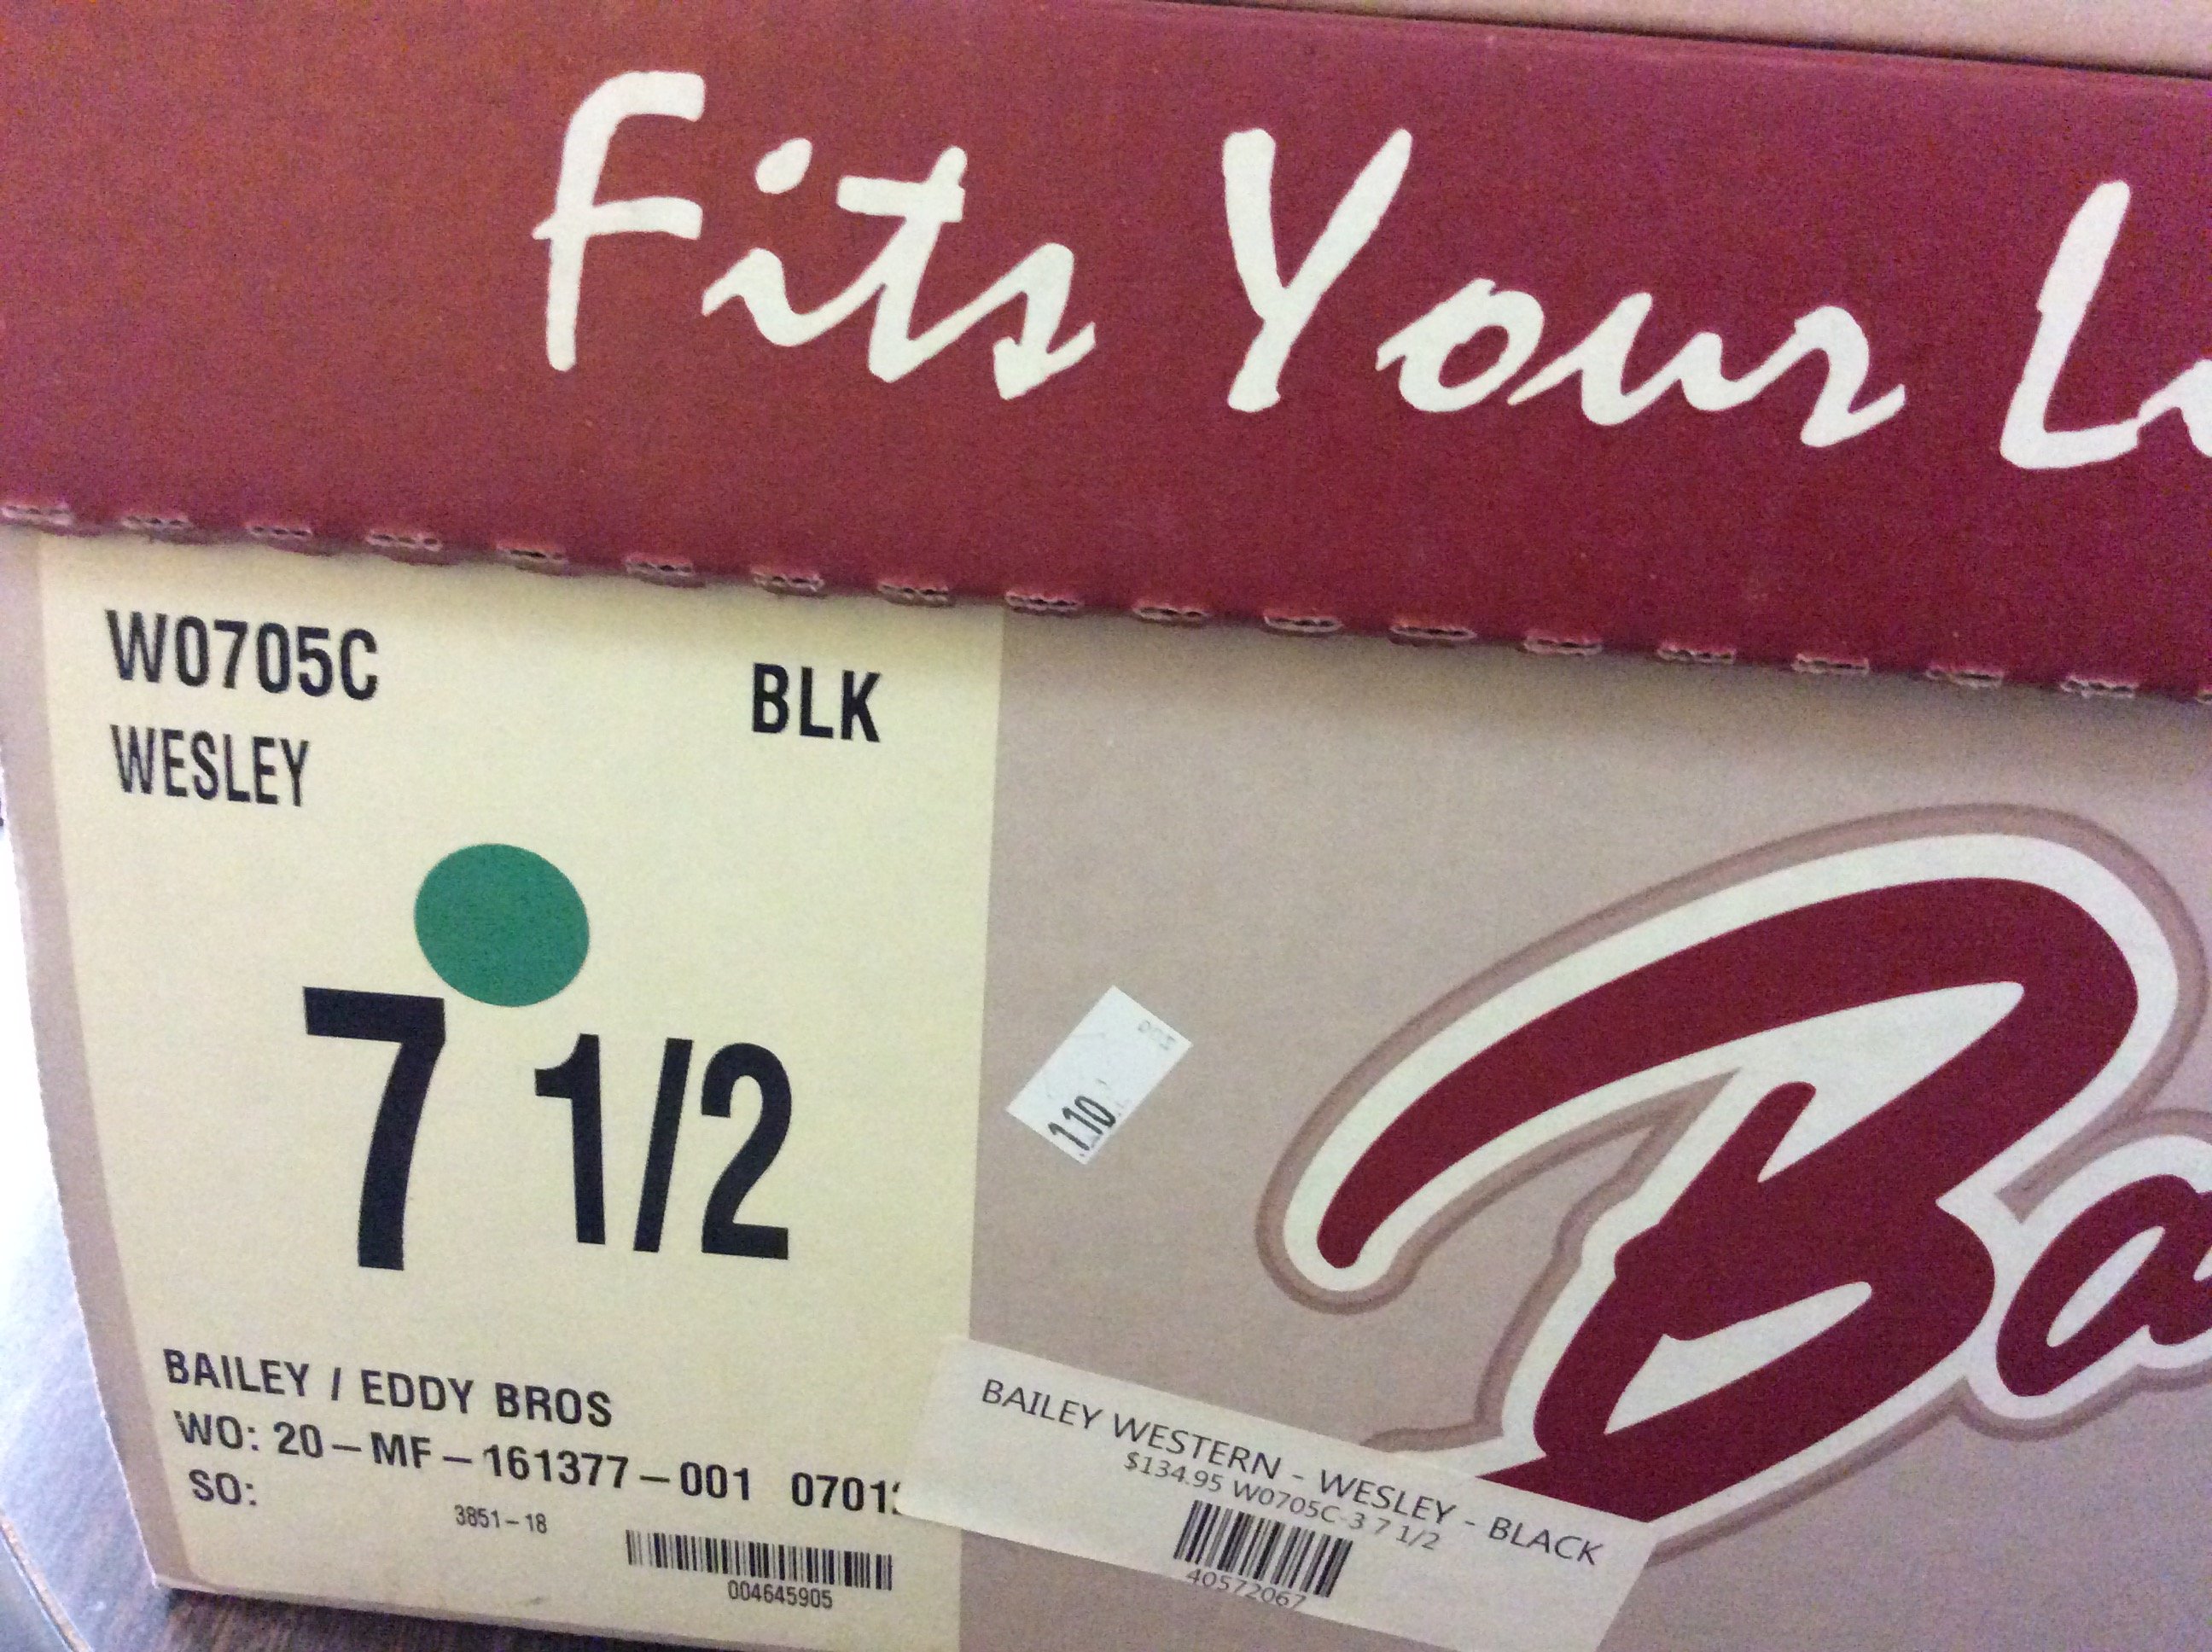 Fits Your L
W0705C
BLK
WESLEY
7 1/2
110
BAILEY / EDDY BROS
WO: 20-MF-161377-001 0701
SO:
3851-18
004645905
BAILEY WESTERN - WESLEY - BLACK
$134.95 W0705C-3 7 1/2
40572067
Ba